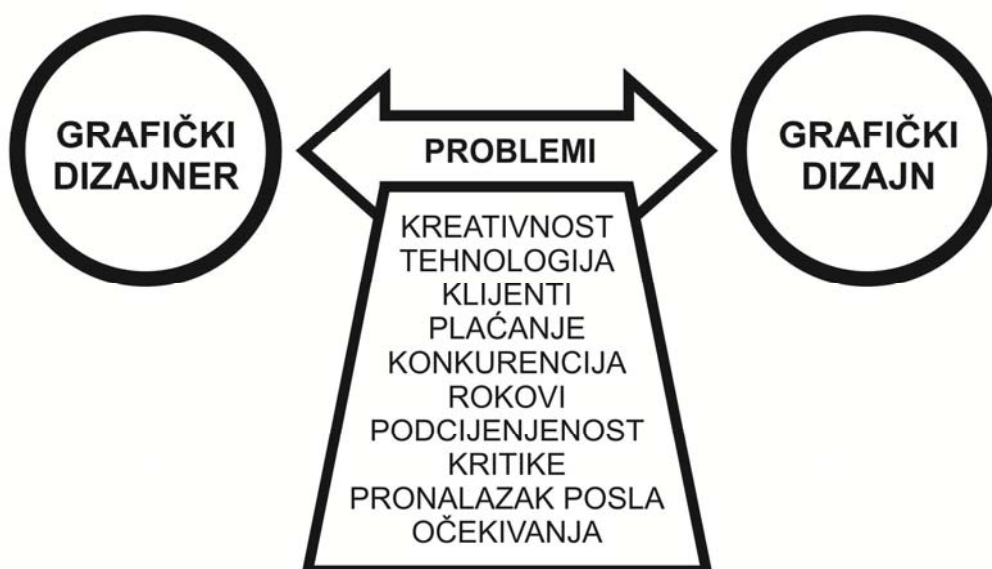 GRAFIČKI
DIZAJNER
PROBLEMI
KREATIVNOST
TEHNOLOGIJA
KLIJENTI
PLAĆANJE
KONKURENCIJA
ROKOVI
PODCIJENJENOST
KRITIKE
PRONALAZAK POSLA
OČEKIVANJA
GRAFIČKI
DIZAJN